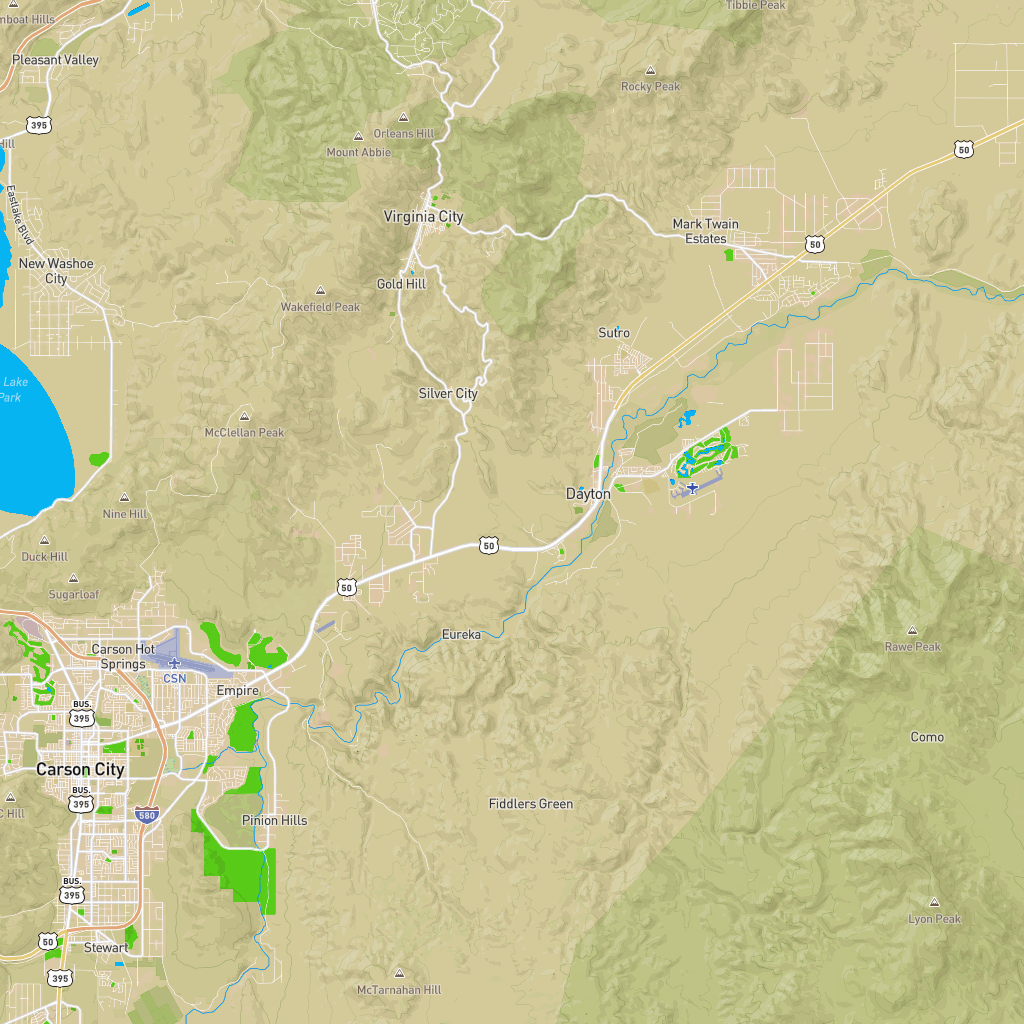 mboat Hills
Tibbie Peak
Pleasant Valley
Rocky Peak
395
Orleans Hill
Mount Abbie
50
Hill
Eastlake Blvd
Virginia City
Mark Twain
Estates
50
New Washoe
City
Gold Hill
Wakefield Peak
Sutro
Lake
Park
Silver City
McClellan Peak
Nine Hill
Dayton
Duck Hill
50
Sugarloaf
50
Eureka
Rawe Peak
Carson Hot
Springs
CSN
Empire
BUS.
395
Como
Carson City
BUS.
395
C Hill
580
Fiddlers Green
Pinion Hills
BUS.
395
Lyon Peak
50
Stewart
395
McTarnahan Hill